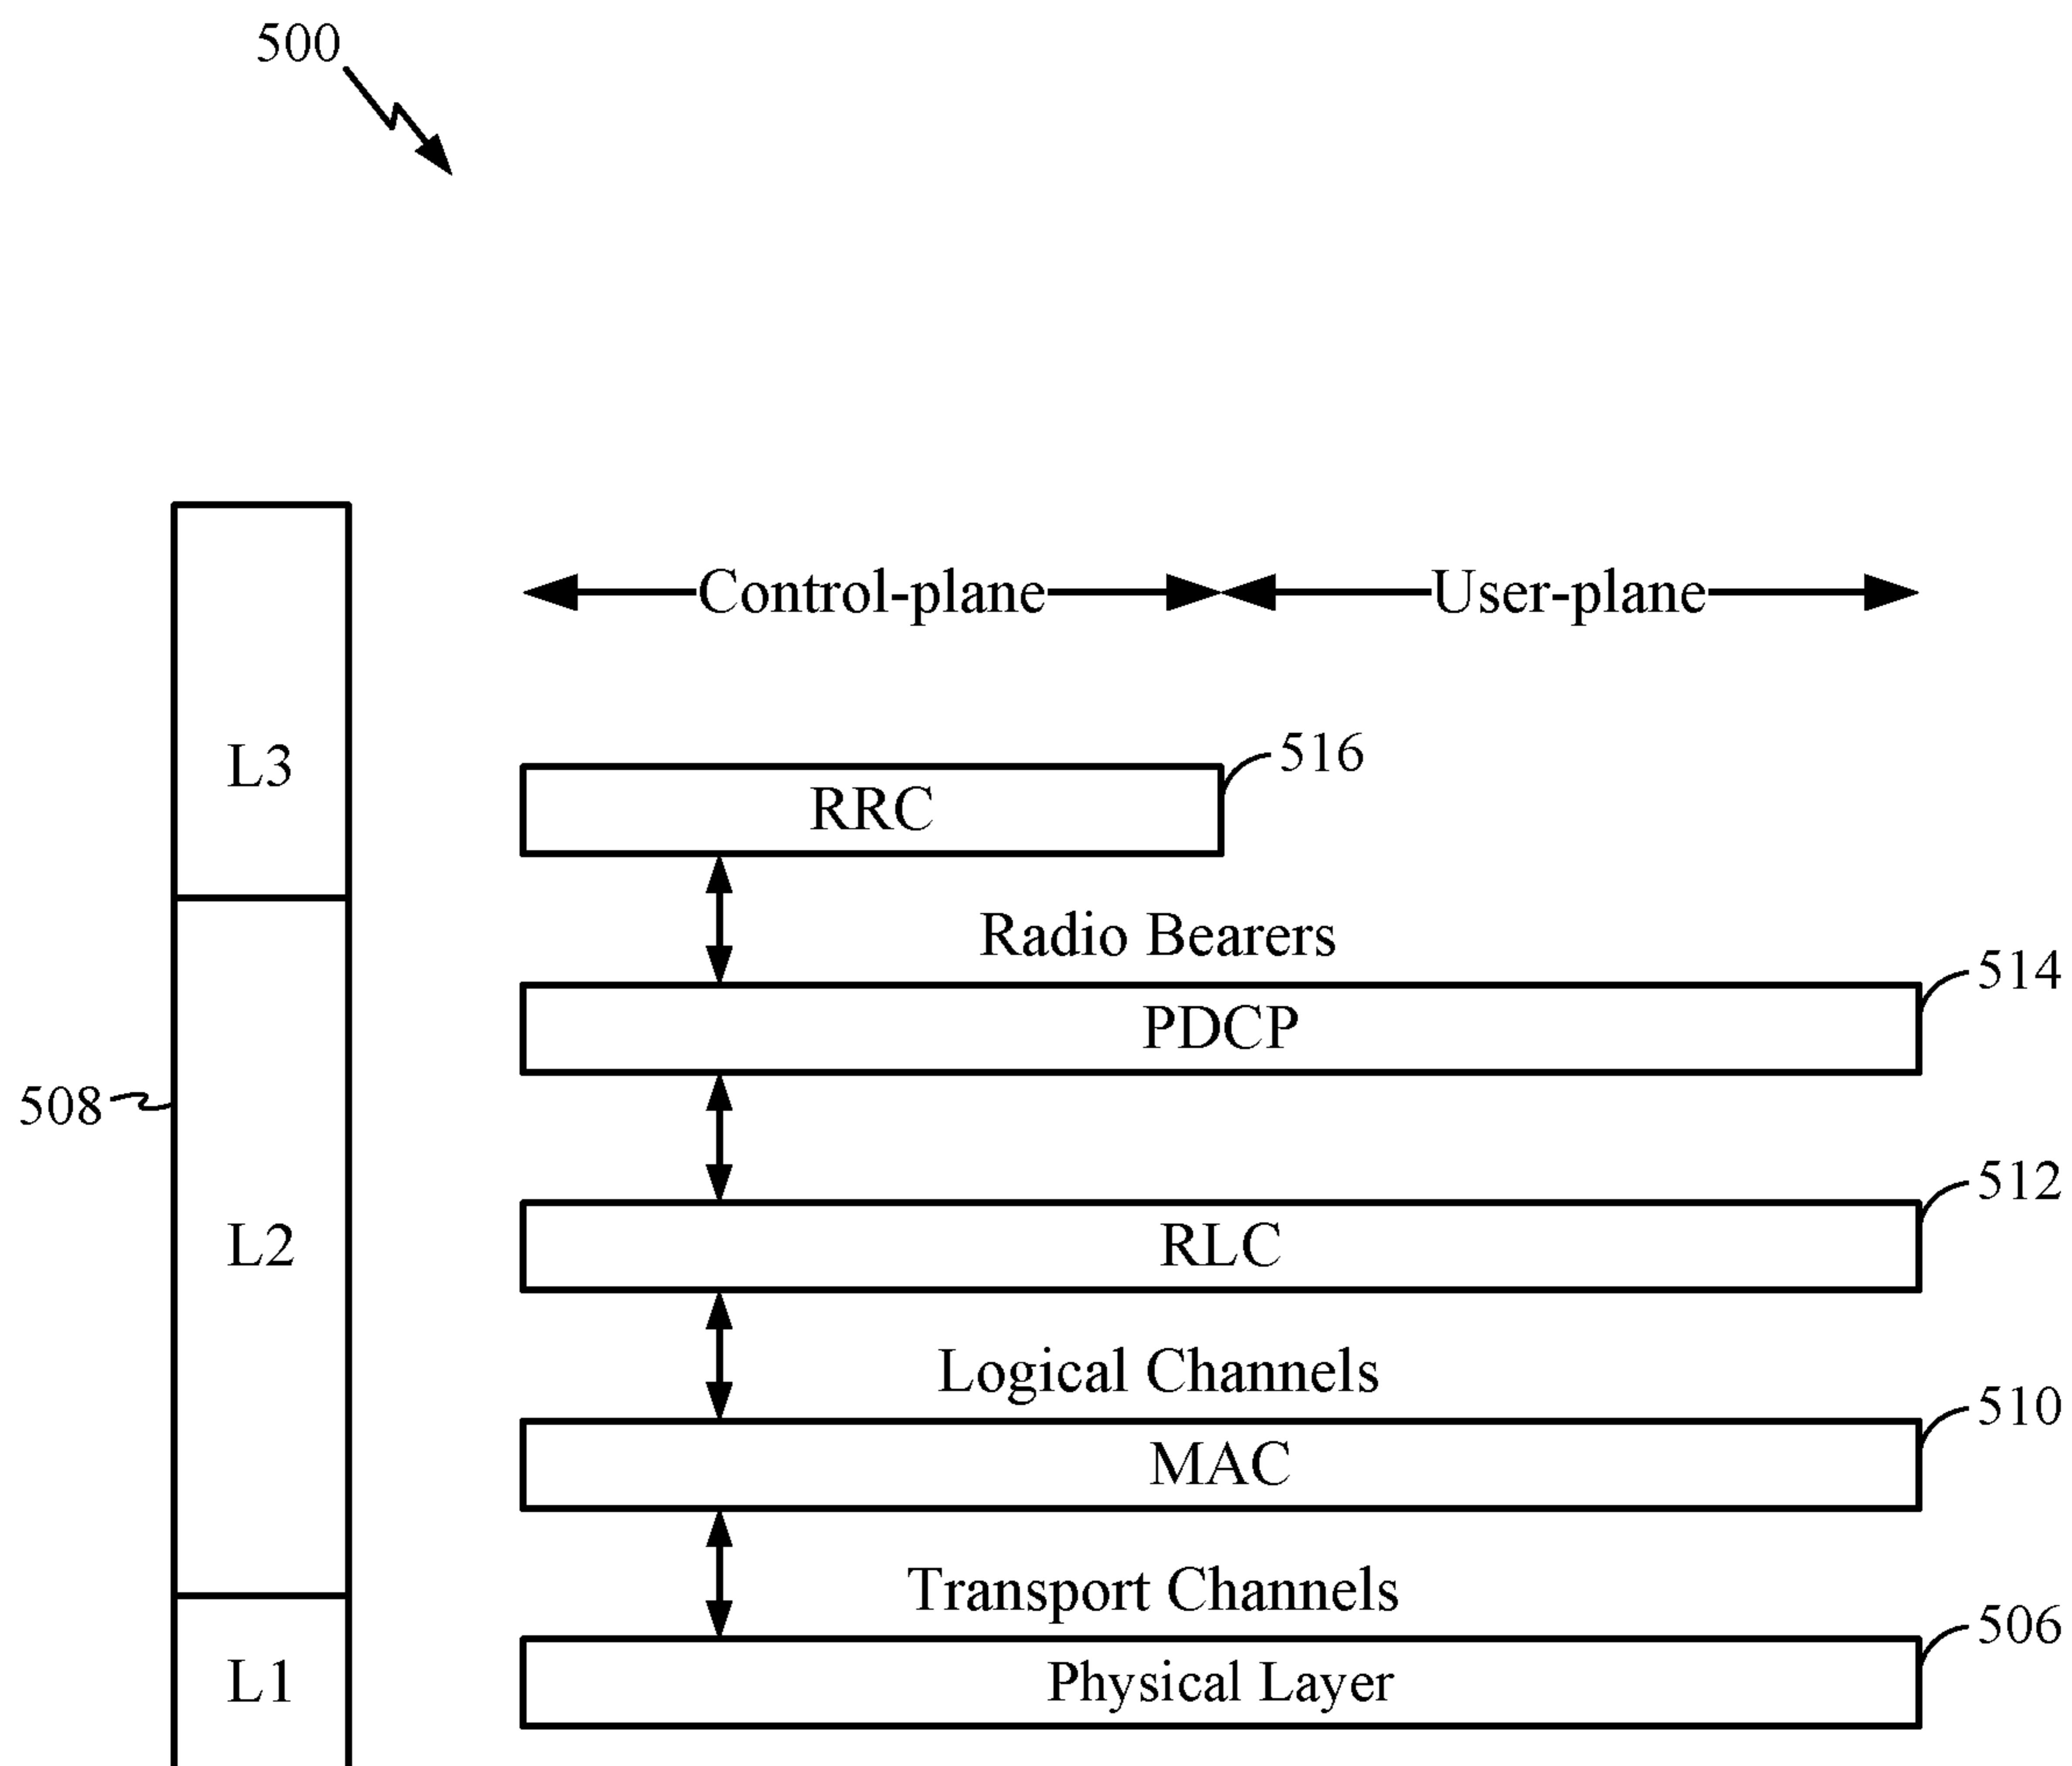 500
Control-plane User-plane
L3
RRC
516
Radio Bearers
PDCP
514
508
L2
RLC
512
Logical Channels
MAC
510
Transport Channels
L1
Physical Layer
506